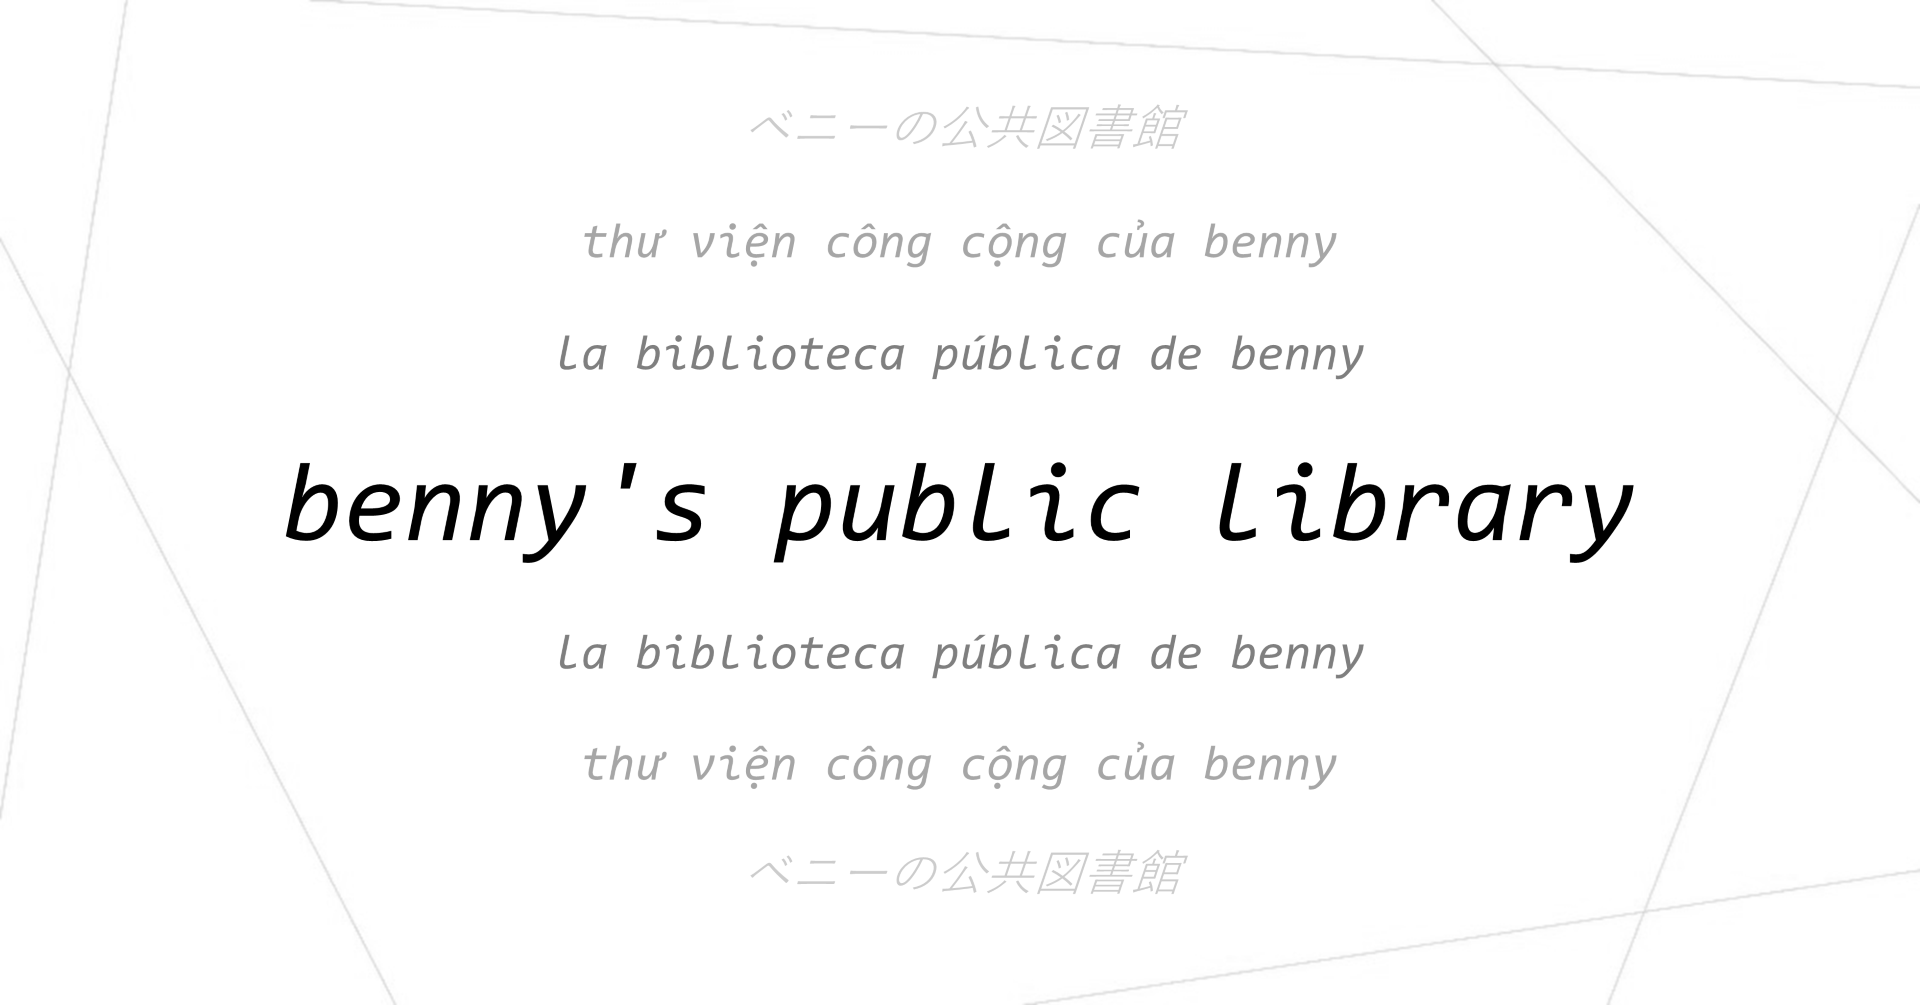 ベニーの公共図書館
thư viện công cộng của benny
la biblioteca pública de benny
benny's public library
la biblioteca pública de benny
thư viện công cộng của benny
ベニーの公共図書館